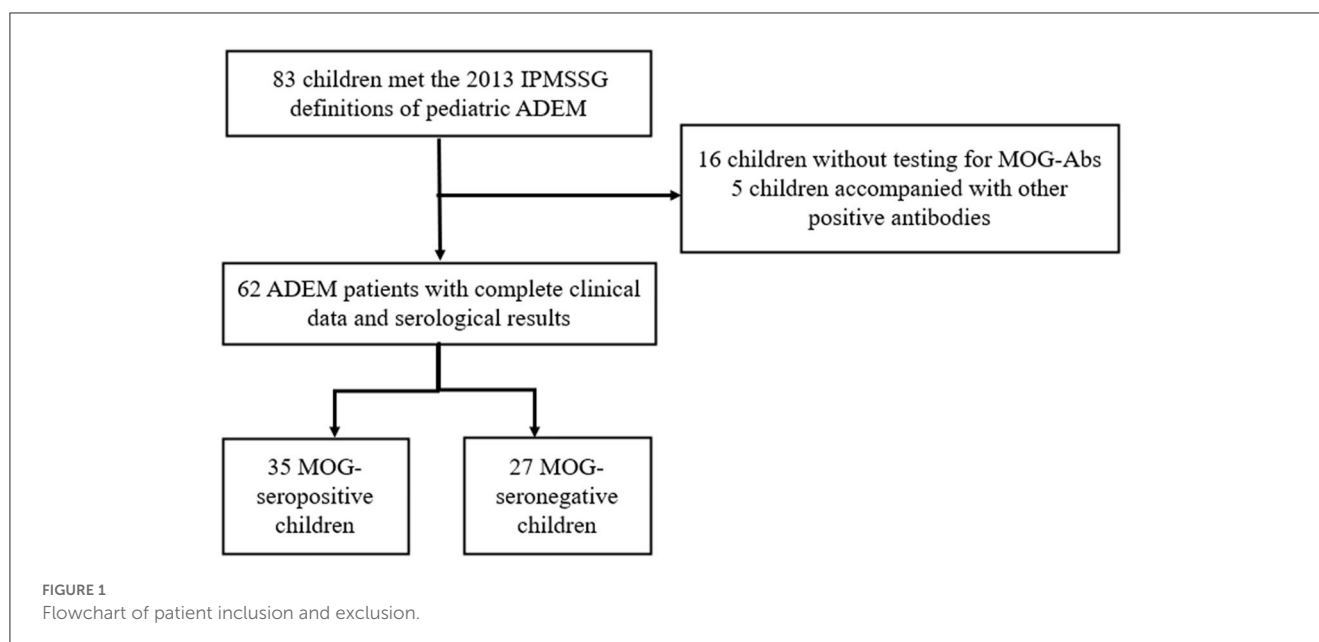 83 children met the 2013 IPMSSG
definitions of pediatric ADEM
16 children without testing for MOG-Abs
5 children accompanied with other
positive antibodies
62 ADEM patients with complete clinical
data and serological results
35 MOG-
seropositive
children
27 MOG-
seronegative
children
FIGURE 1
Flowchart of patient inclusion and exclusion.